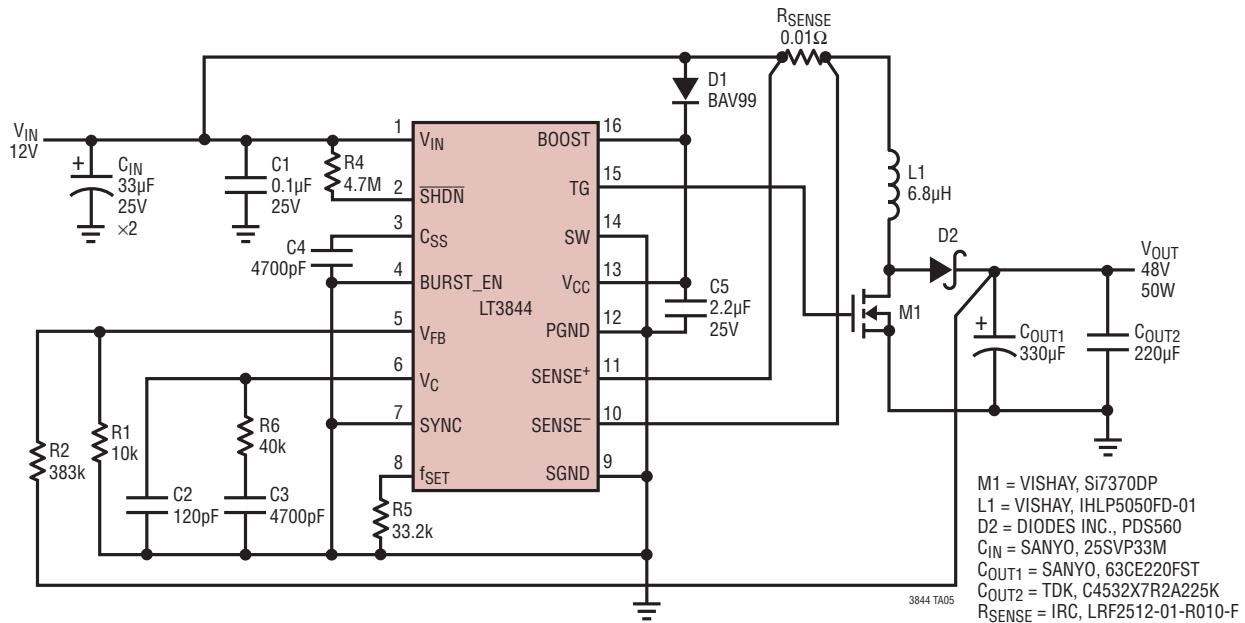 RSENSE
0.01Ω
D1
BAV99
VIN
12V
+
CIN
33µF
25V
×2
C1
0.1µF
25V
R4
4.7M
C4
4700pF
1
2
3
4
5
6
7
8
VIN
SHDN
CSS
BURST_EN
VFB
VC
SYNC
fSET
LT3844
BOOST
TG
SW
VCC
PGND
SENSE+
SENSE–
SGND
16
15
14
13
12
11
10
9
C5
2.2µF
25V
L1
6.8µH
D2
M1
VOUT
48V
50W
+
COUT1
330µF
COUT2
220µF
R2
383k
R1
10k
R6
40k
C2
120pF
C3
4700pF
R5
33.2k
M1 = VISHAY, Si7370DP
L1 = VISHAY, IHLP5050FD-01
D2 = DIODES INC., PDS560
CIN = SANYO, 25SVP33M
COUT1 = SANYO, 63CE220FST
COUT2 = TDK, C4532X7R2A225K
RSENSE = IRC, LRF2512-01-R010-F
3844 TA05